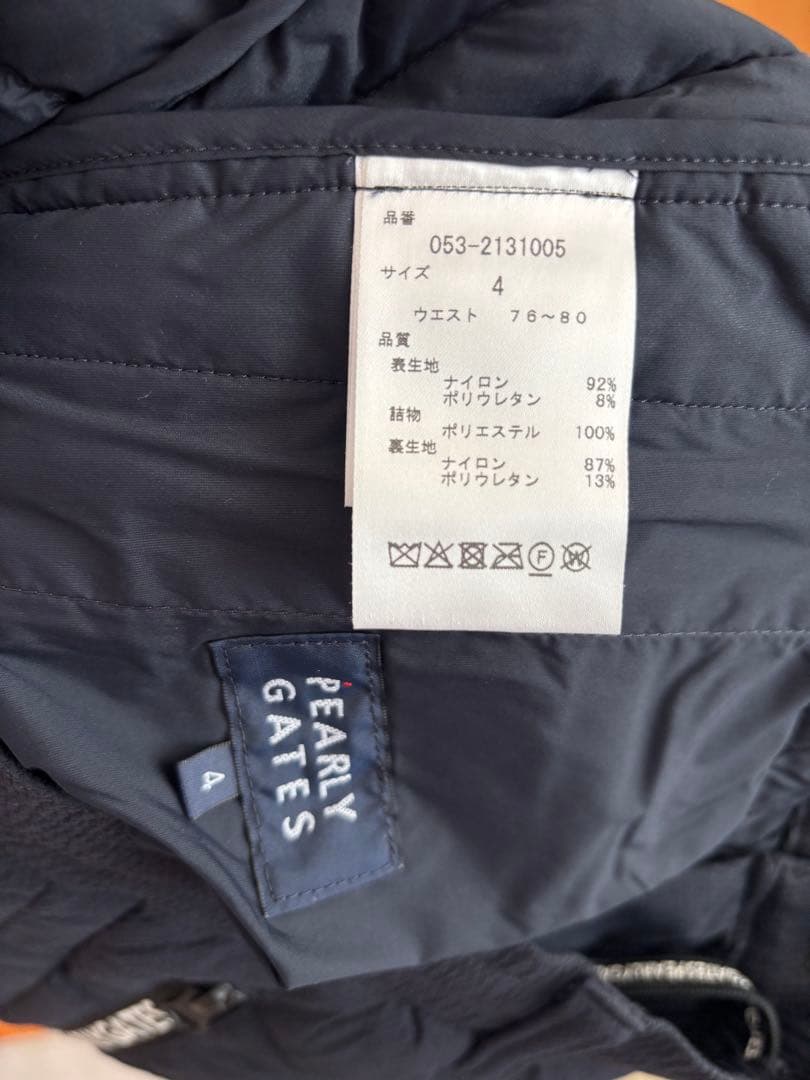 品番
053-2131005
サイズ
4
ウエスト 76〜80
品質
表生地
ナイロン 92%
ポリウレタン 8%
詰物
ポリエステル 100%
裏生地
ナイロン 87%
ポリウレタン 13%
F
W
PEARLY
GATES
4